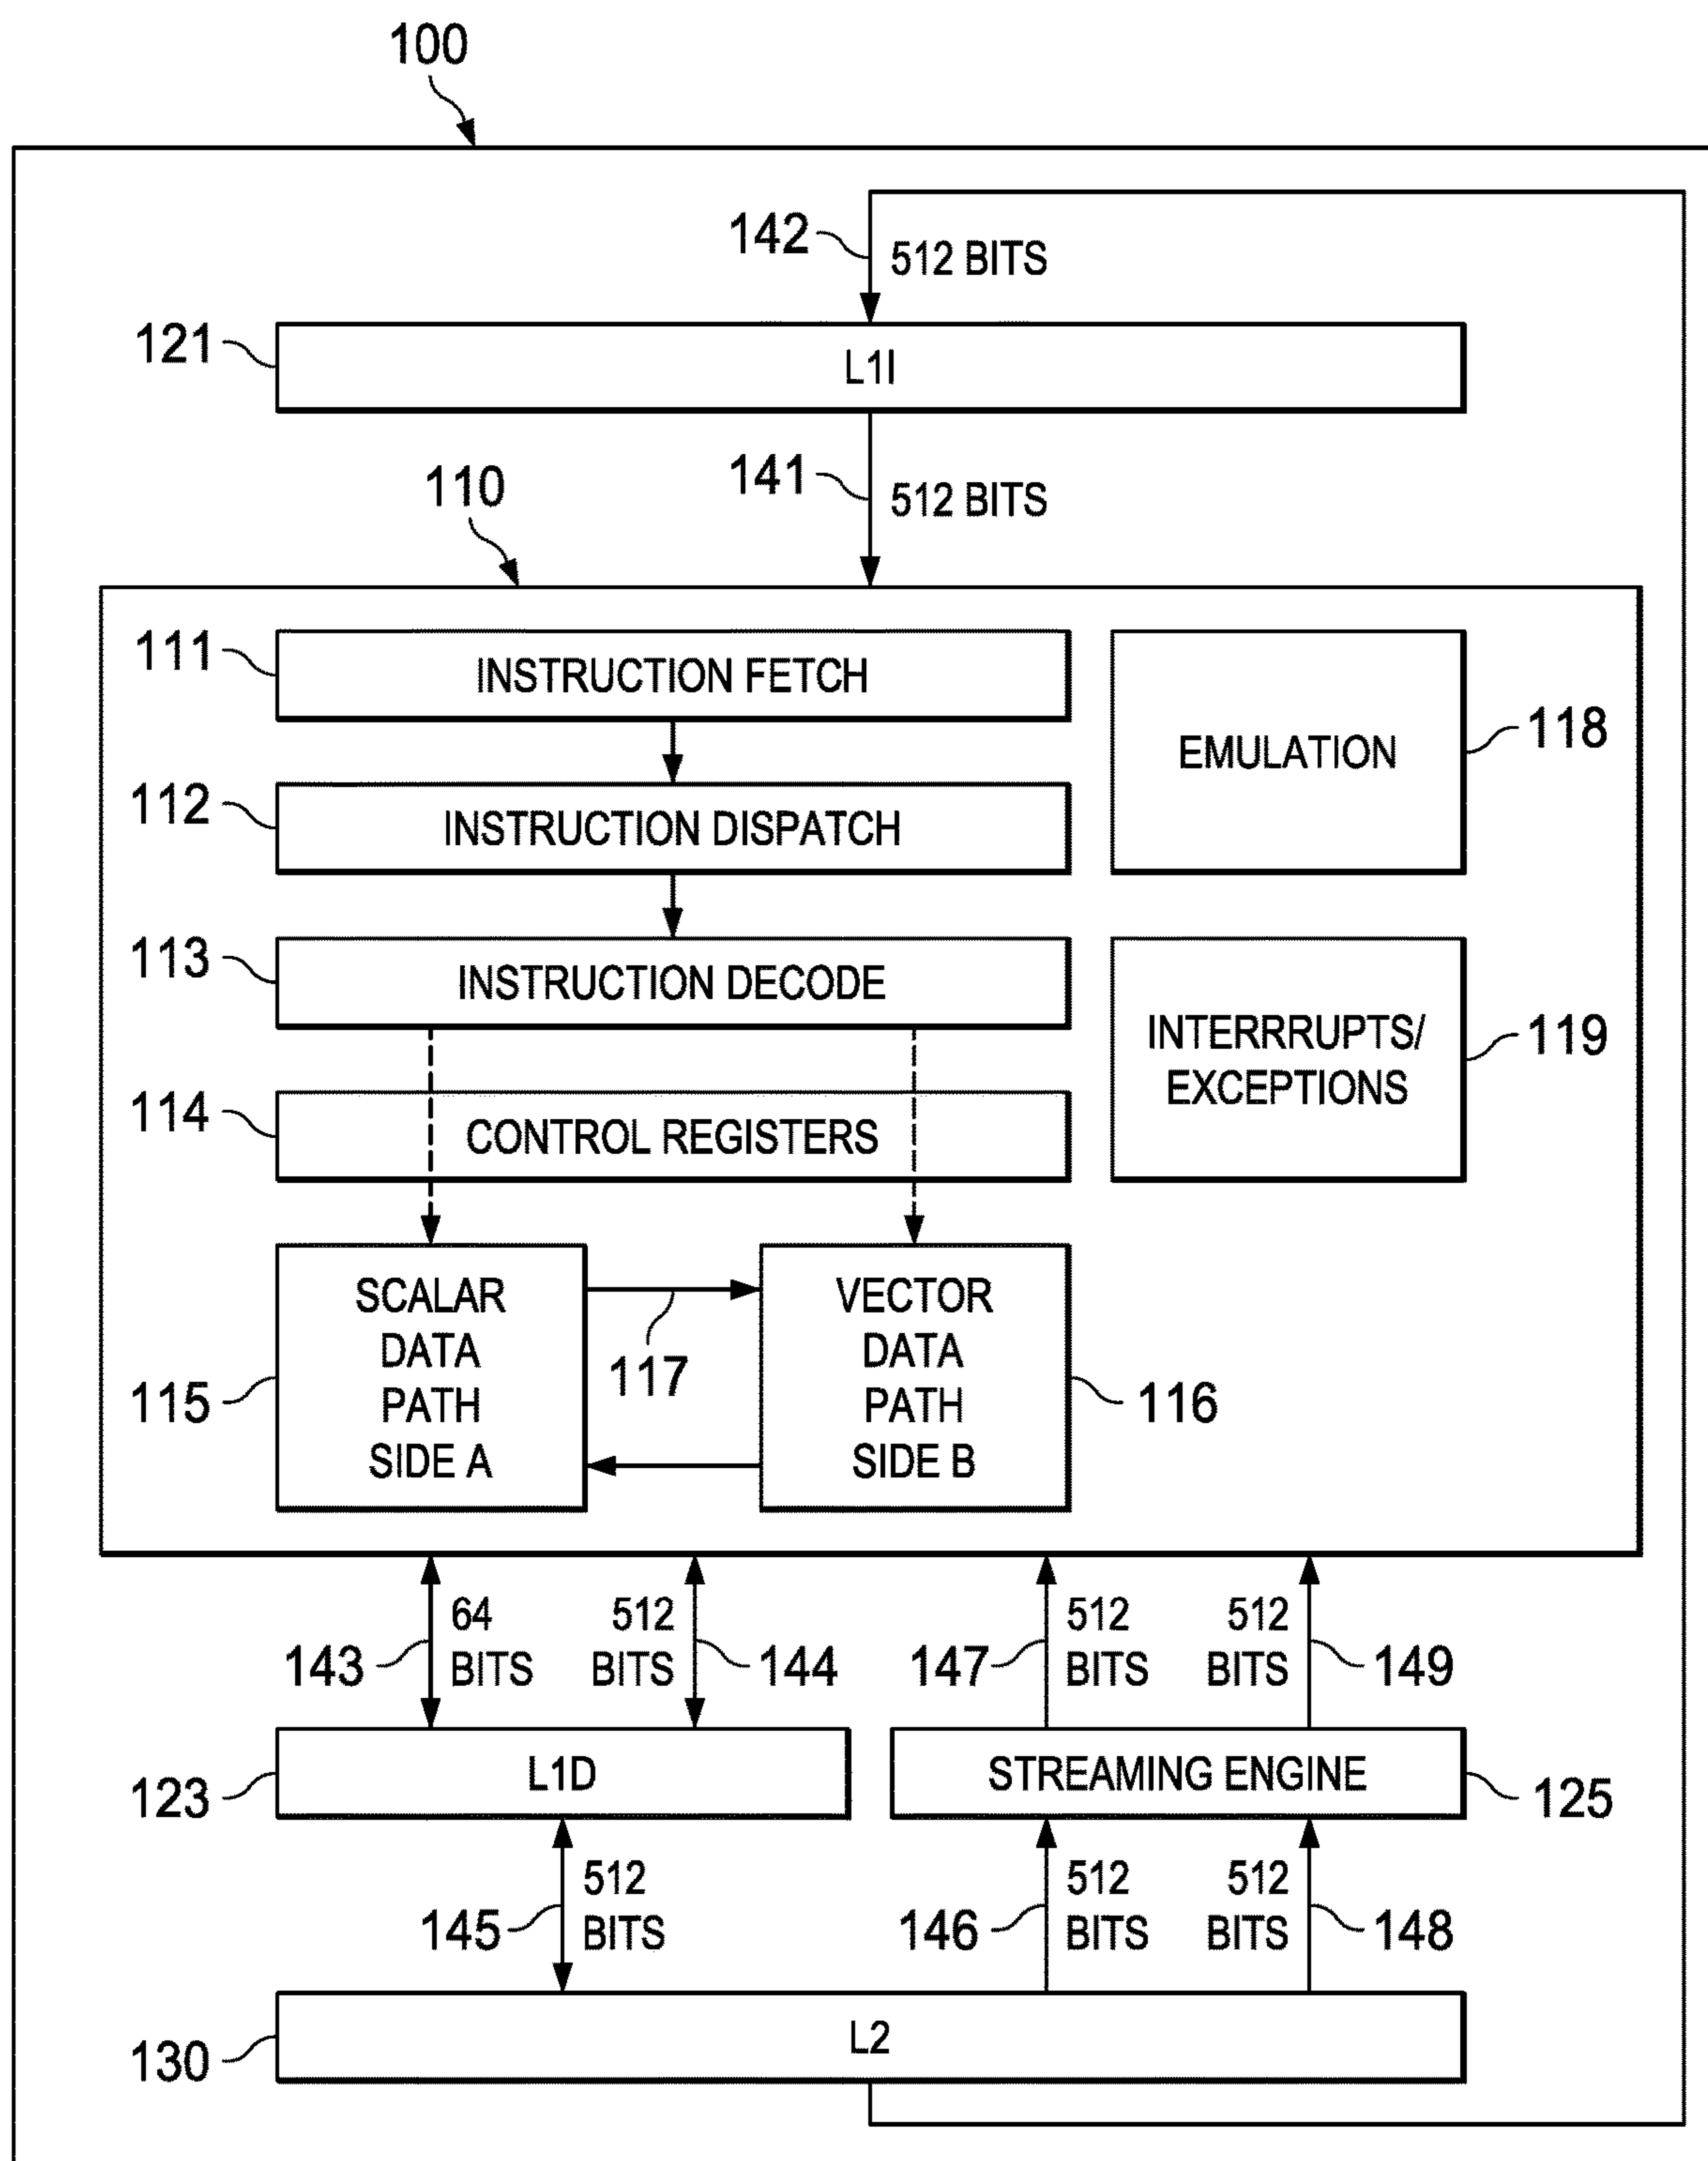 100
142
512 BITS
121
L1I
141
512 BITS
110
111
INSTRUCTION FETCH
118
EMULATION
112
INSTRUCTION DISPATCH
113
INSTRUCTION DECODE
INTERRRUPTS/
EXCEPTIONS
119
114
CONTROL REGISTERS
SCALAR
DATA
PATH
SIDE A
115
117
VECTOR
DATA
PATH
SIDE B
116
64
BITS
143
512
BITS
144
147
512
BITS
512
BITS
149
123
L1D
STREAMING ENGINE
125
145
512
BITS
146
512
BITS
512
BITS
148
130
L2